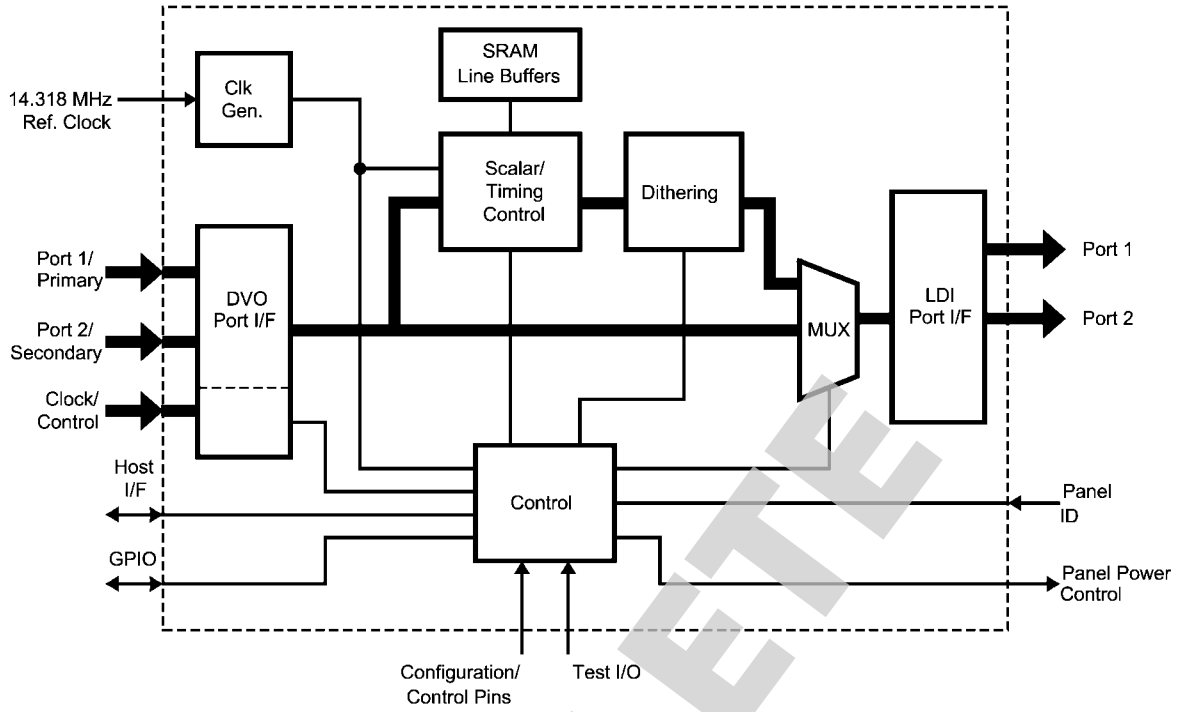 SRAM
Line Buffers
Clk
Gen.
14.318 MHz
Ref. Clock
Scalar/
Timing
Control
Dithering
Port 1/
Primary
DVO
Port I/F
Port 2/
Secondary
Clock/
Control
MUX
LDI
Port I/F
Port 1
Port 2
Host
I/F
GPIO
Control
Panel
ID
Panel Power
Control
Configuration/
Control Pins
Test I/O
ETE